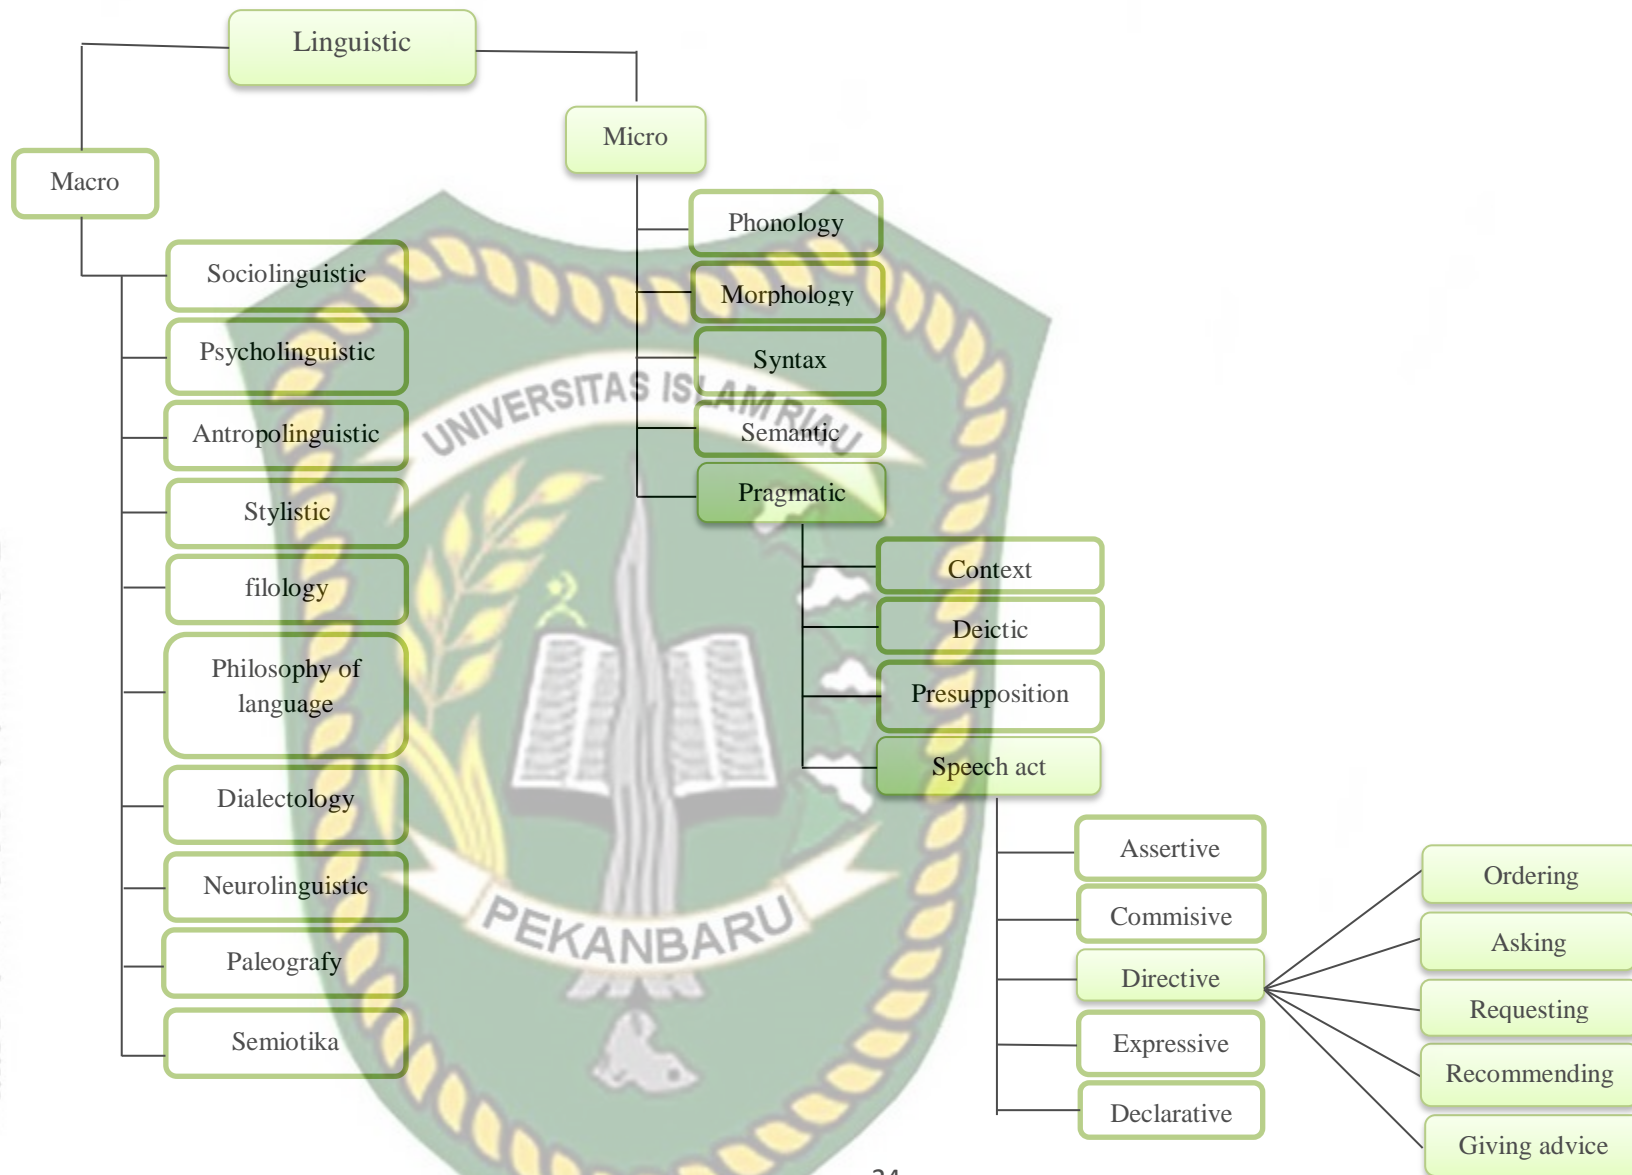 Linguistic
Macro
Micro
Sociolinguistic
Psycholinguistic
Antropolinguistic
Stylistic
filology
Philosophy of
language
Dialectology
Neurolinguistic
Paleografy
Semiotika
Phonology
Morphology
Syntax
Semantic
Pragmatic
Context
Deictic
Presupposition
Speech act
Assertive
Commisive
Directive
Expressive
Declarative
Ordering
Asking
Requesting
Recommending
Giving advice
UNIVERSITAS ISLAM RIAU
PEKANBARU